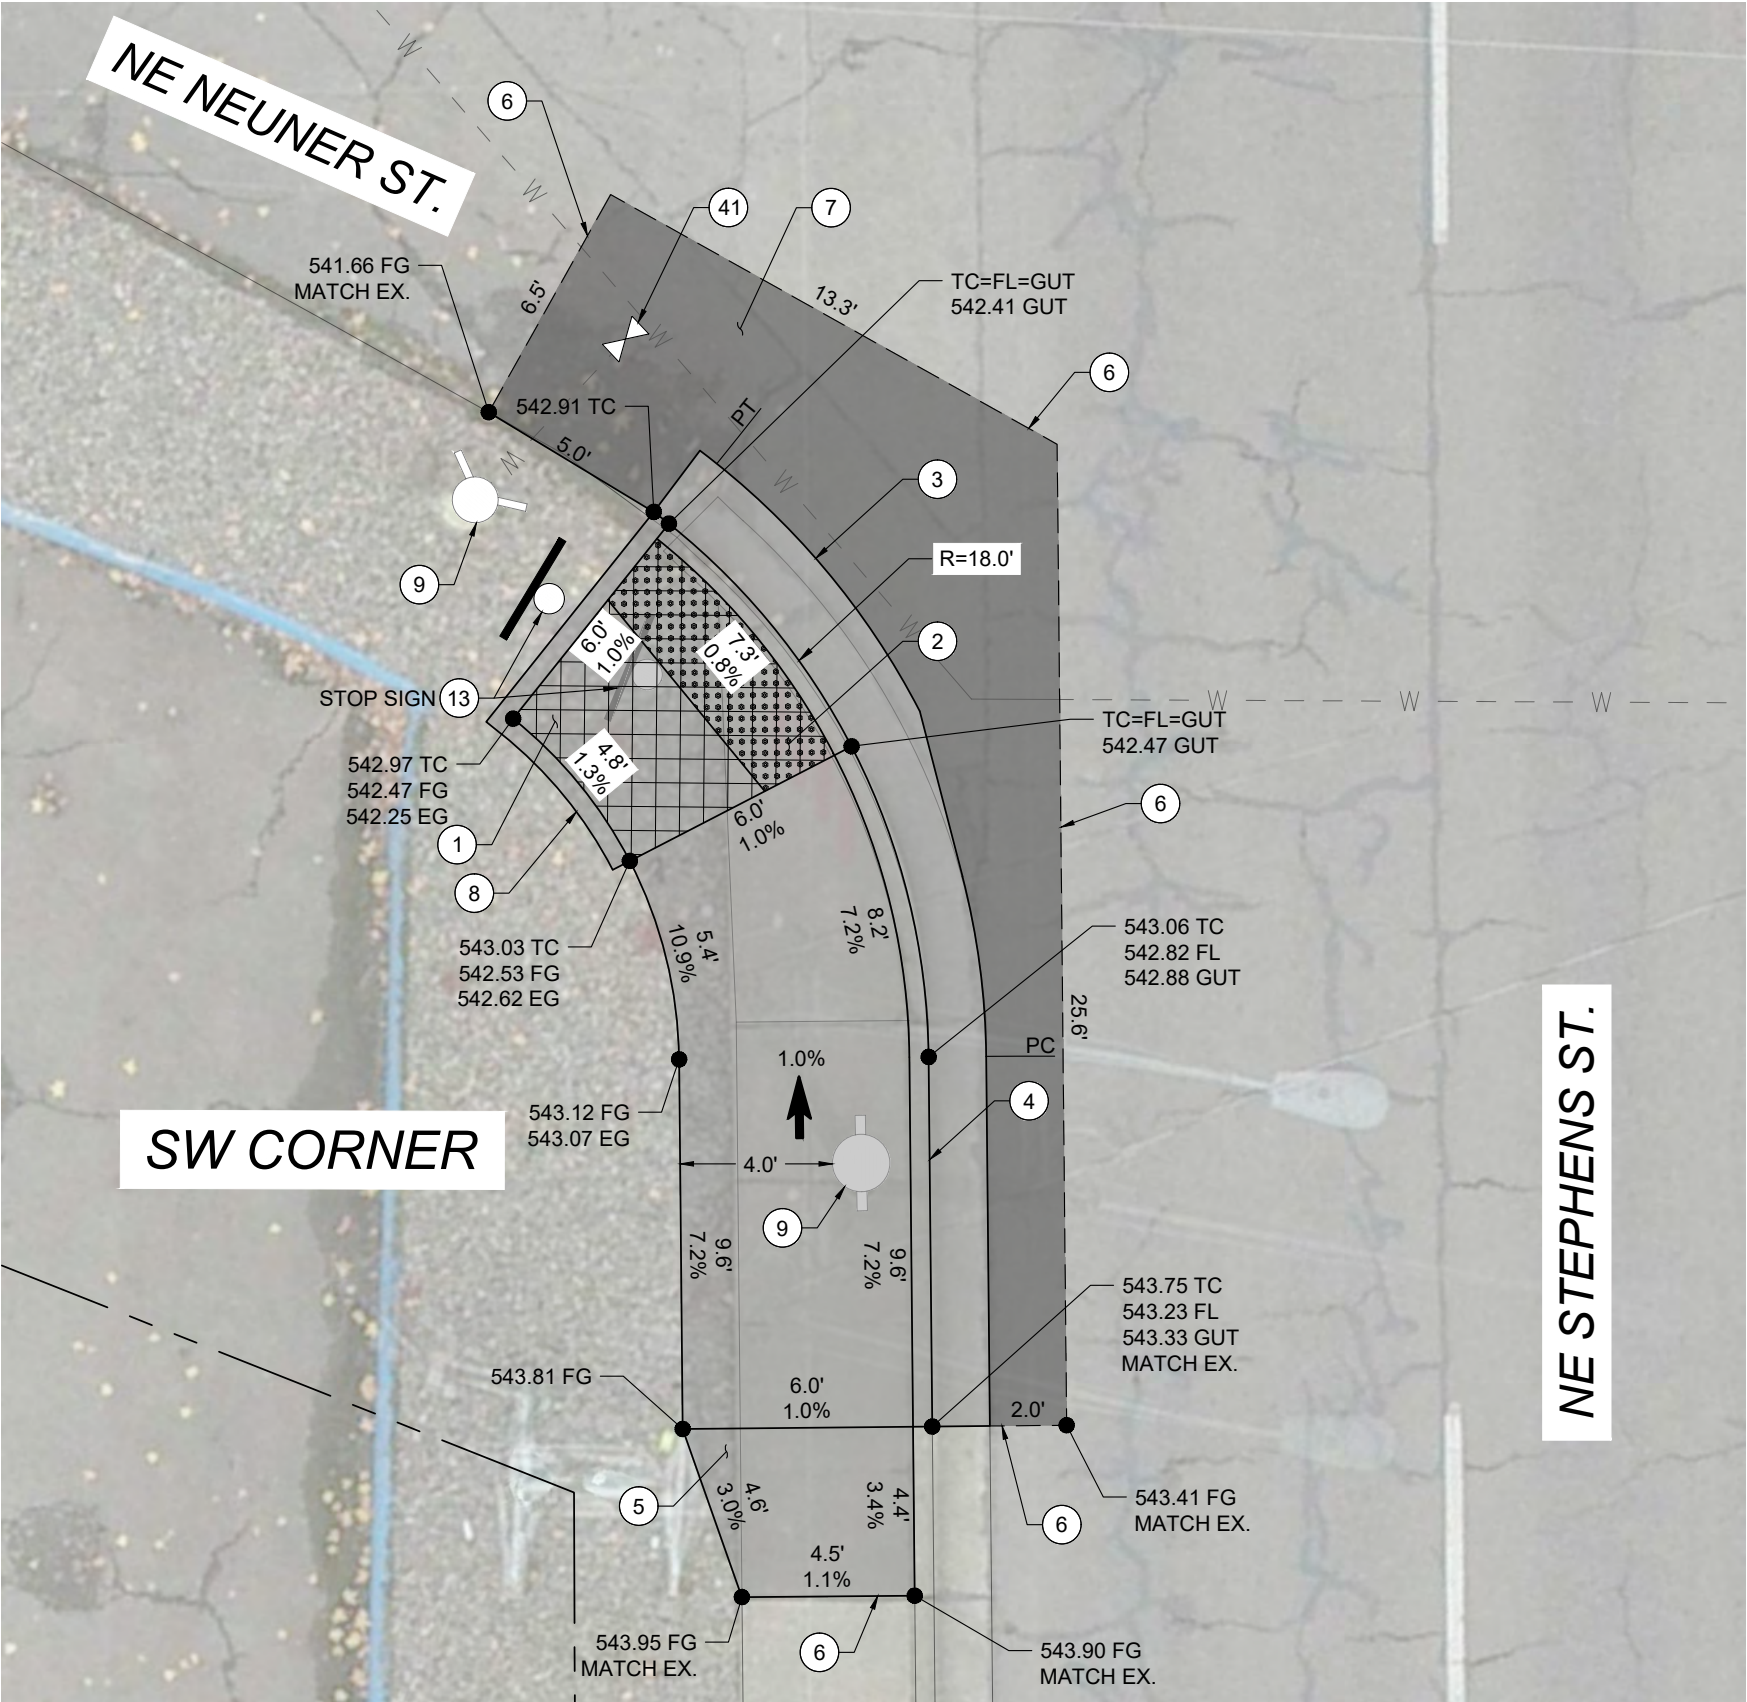 NE NEUNER ST.
W
6
W
41
7
541.66 FG
MATCH EX.
6.5'
13.3'
TC=FL=GUT
542.41 GUT
W
6
542.91 TC
PT
5.0'
W
W
3
9
R=18.0'
W
2
6.0'
1.0%
7.3'
0.8%
STOP SIGN 13
W
W
W
TC=FL=GUT
542.47 GUT
4.8'
1.3%
542.97 TC
542.47 FG
542.25 EG
6
1
6.0'
1.0%
8
5.4'
10.9%
8.2'
7.2%
543.03 TC
542.53 FG
542.62 EG
543.06 TC
542.82 FL
542.88 GUT
25.6'
PC
1.0%
543.12 FG
543.07 EG
4
SW CORNER
4.0'
9
9.6'
7.2%
9.6'
7.2%
NE STEPHENS ST.
543.75 TC
543.23 FL
543.33 GUT
MATCH EX.
543.81 FG
6.0'
1.0%
2.0'
5
4.6'
3.0%
4.4'
3.4%
543.41 FG
MATCH EX.
6
4.5'
1.1%
543.95 FG
MATCH EX.
6
543.90 FG
MATCH EX.